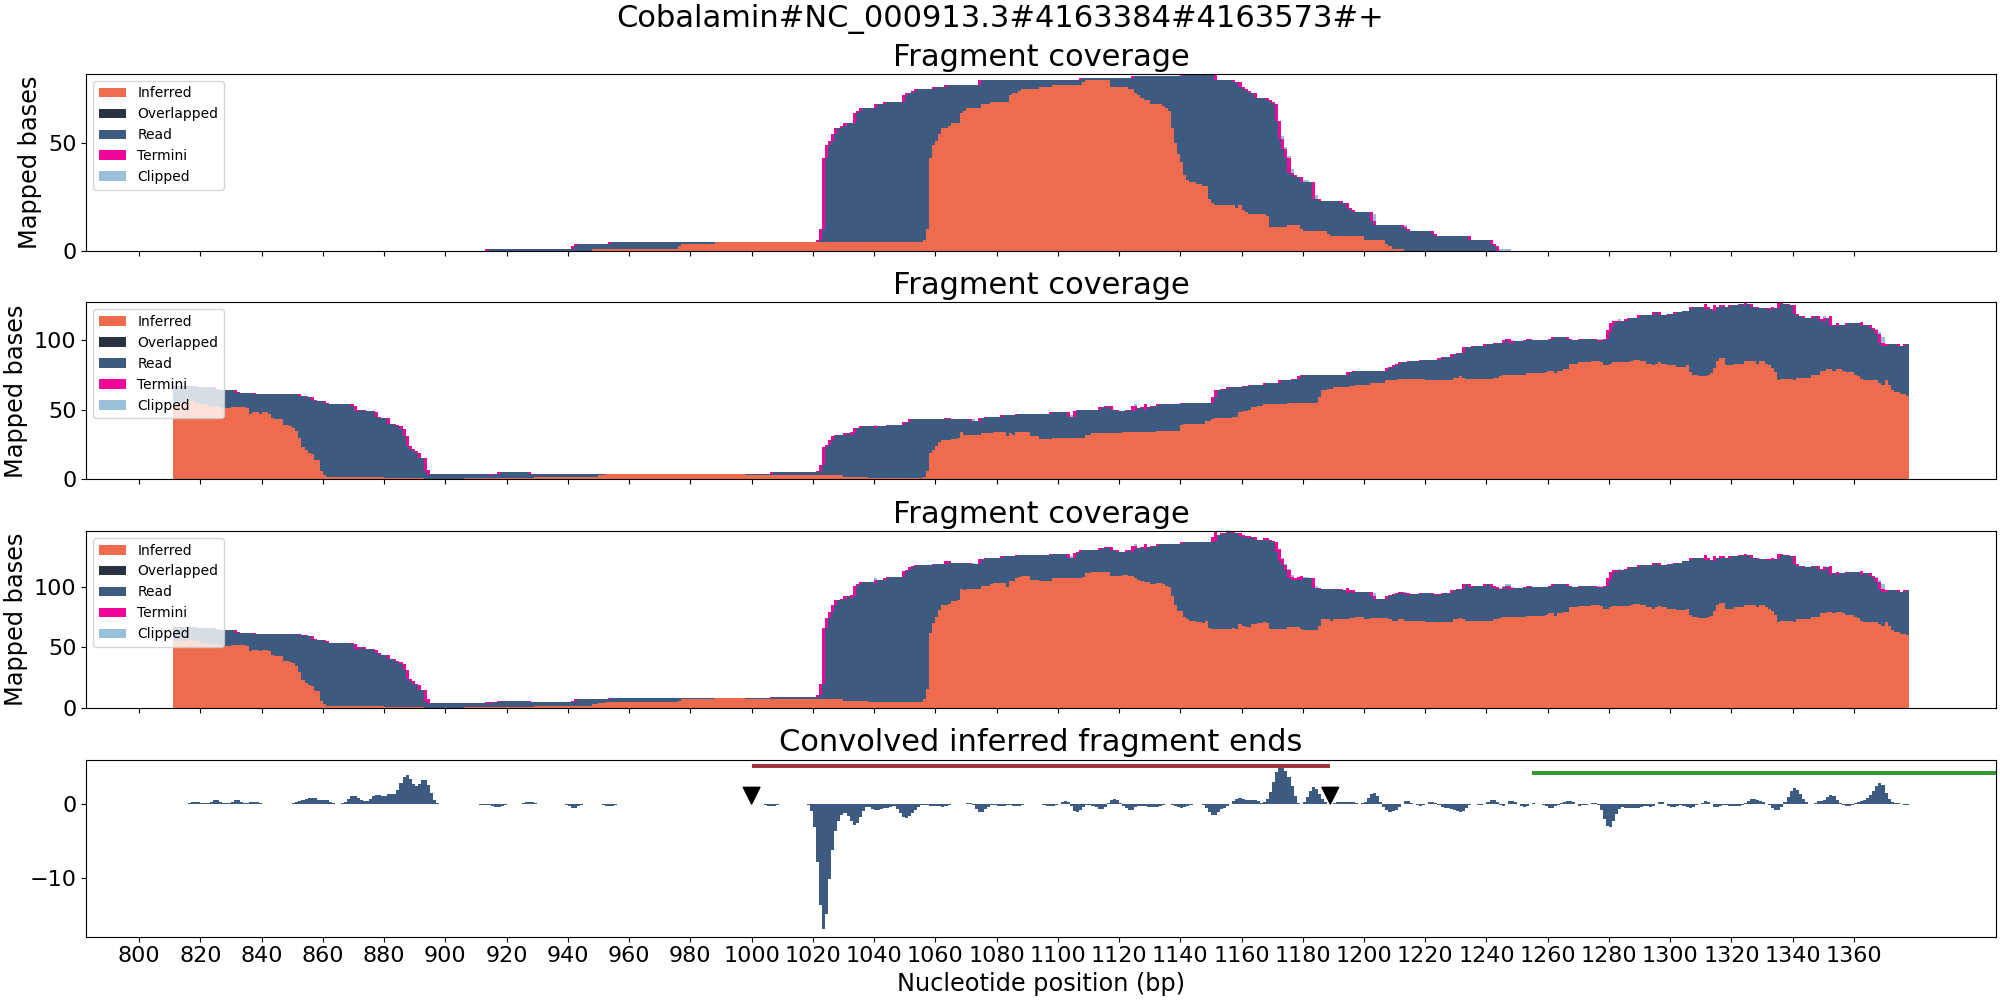 Cobalamin#NC_000913.3#4163384#4163573#+
Fragment coverage
Mapped bases
50
0
Inferred
Overlapped
Read
Termini
Clipped
Fragment coverage
Mapped bases
100
50
0
Inferred
Overlapped
Read
Termini
Clipped
Fragment coverage
Mapped bases
100
50
0
Inferred
Overlapped
Read
Termini
Clipped
Convolved inferred fragment ends
0
−10
800 820 840 860 880 900 920 940 960 980 1000 1020 1040 1060 1080 1100 1120 1140 1160 1180 1200 1220 1240 1260 1280 1300 1320 1340 1360
Nucleotide position (bp)